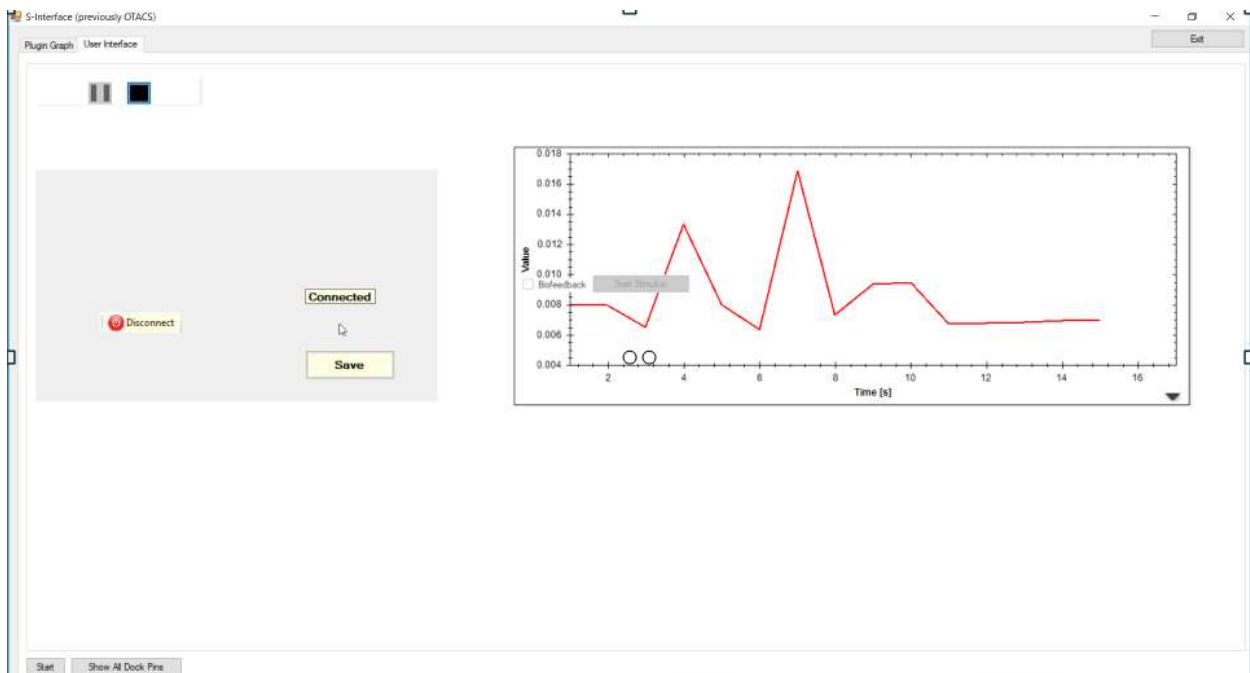 S-Interface (previously OTACS)
Exit
Plugin Graph User Interface
0.018
0.016
0.014
0.012
0.010
0.008
0.006
0.004
Value
Biofeedback
Connected
Disconnect
Save
2 4 6 8 10 12 14 16
Time [s]
Start Show All Dock Pins